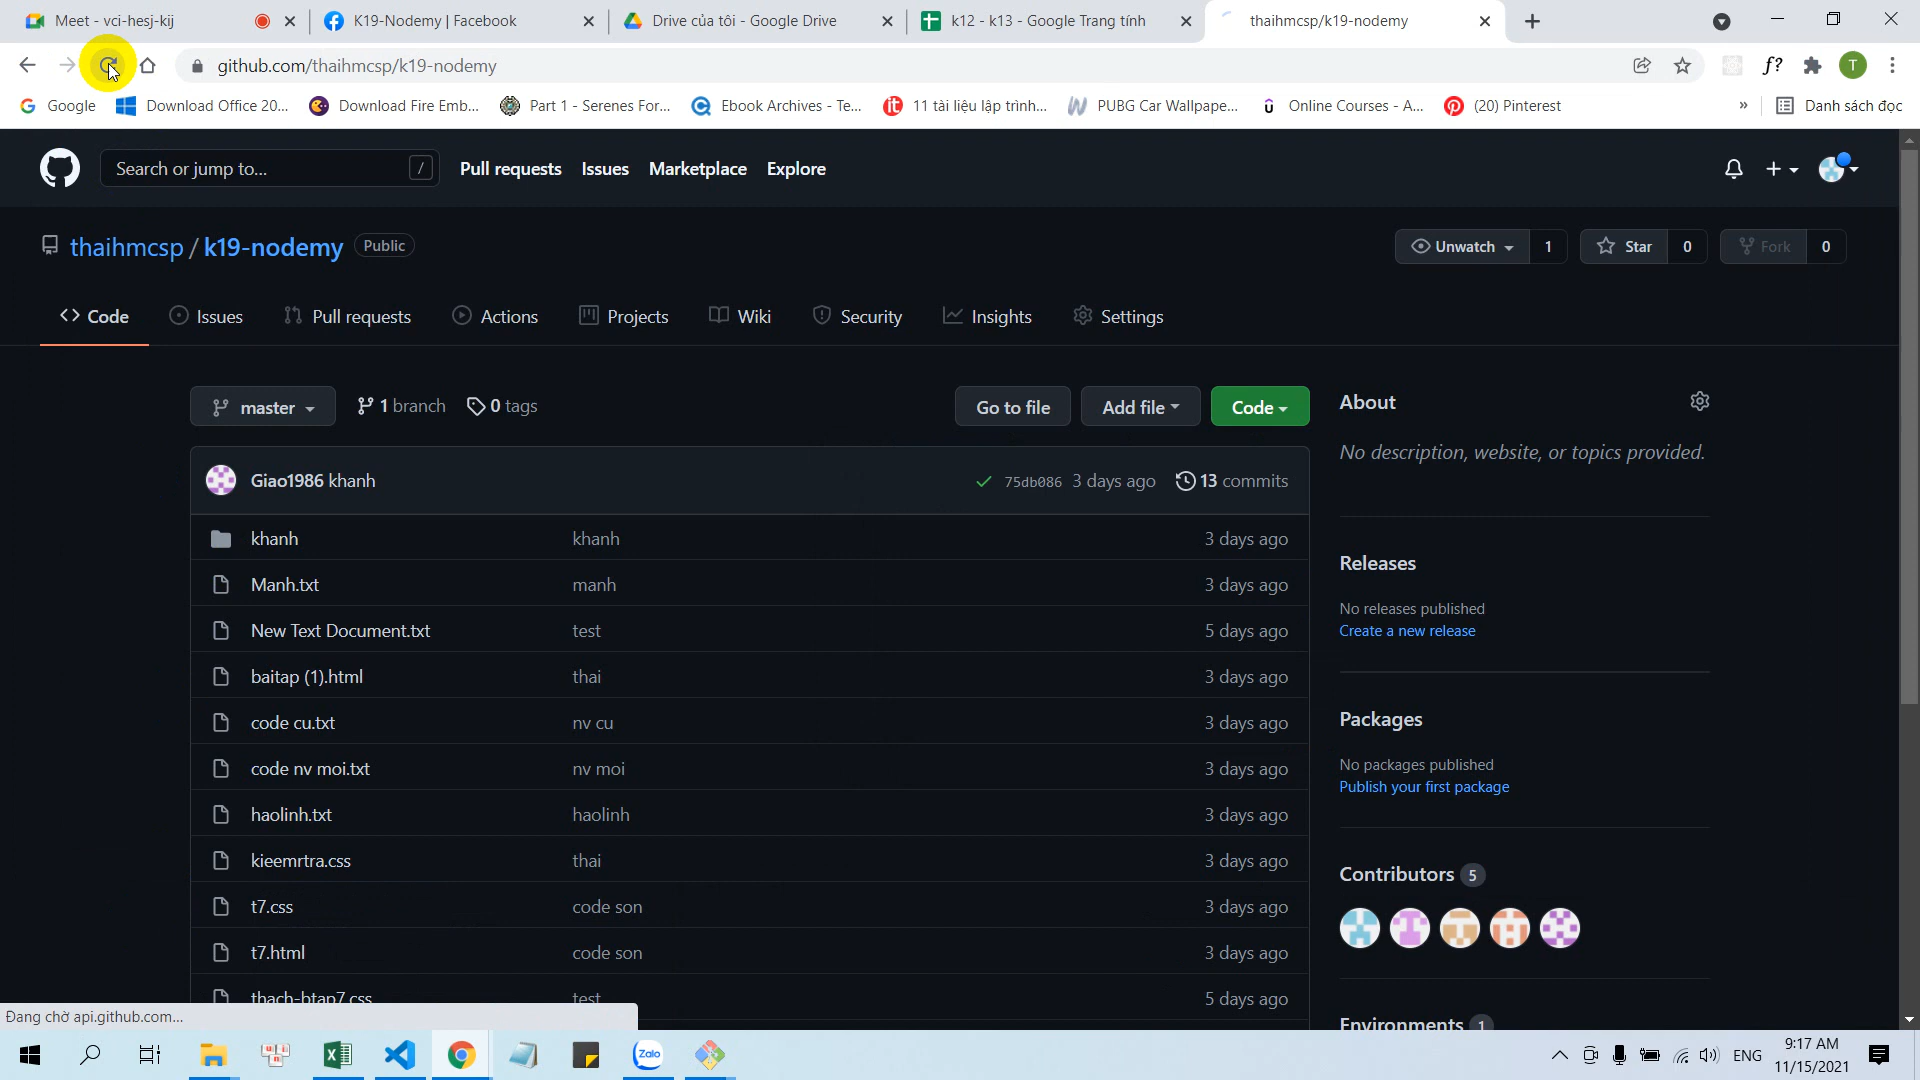 Meet - vci-hesj-kij
K19-Nodemy | Facebook
Drive của tôi - Google Drive
k12 - k13 - Google Trang tính
thaihmcsp/k19-nodemy
github.com/thaihmcsp/k19-nodemy
f?
T
Google
Download Office 20...
Download Fire Emb...
Part 1 - Serenes For...
Ebook Archives - Te...
11 tài liệu lập trình...
PUBG Car Wallpape...
Online Courses - A...
(20) Pinterest
»
Danh sách đọc
Search or jump to...
/
Pull requests
Issues
Marketplace
Explore
thaihmcsp / k19-nodemy
Public
Unwatch
1
Star
0
Fork
0
Code
Issues
Pull requests
Actions
Projects
Wiki
Security
Insights
Settings
master
1 branch
0 tags
Go to file
Add file
Code
Giao1986 khanh
75db086 3 days ago
13 commits
khanh khanh 3 days ago
Manh.txt manh 3 days ago
New Text Document.txt test 5 days ago
baitap (1).html thai 3 days ago
code cu.txt nv cu 3 days ago
code nv moi.txt nv moi 3 days ago
haolinh.txt haolinh 3 days ago
kieemrtra.css thai 3 days ago
t7.css code son 3 days ago
t7.html code son 3 days ago
thach-btap7.css test 5 days ago
About
No description, website, or topics provided.
Releases
No releases published
Create a new release
Packages
No packages published
Publish your first package
Contributors 5
Environments 1
Đang chờ api.github.com...
Zalo
ENG
9:17 AM
11/15/2021